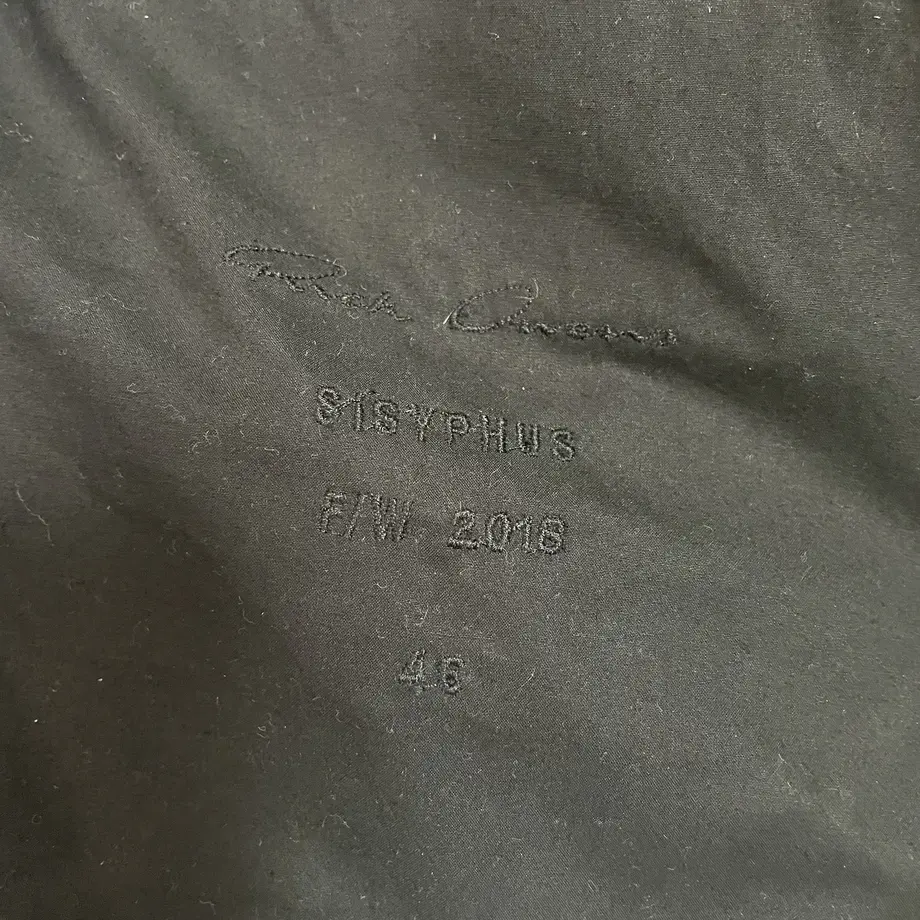 Rick Owens
SISYPHUS
F/W 2018
46